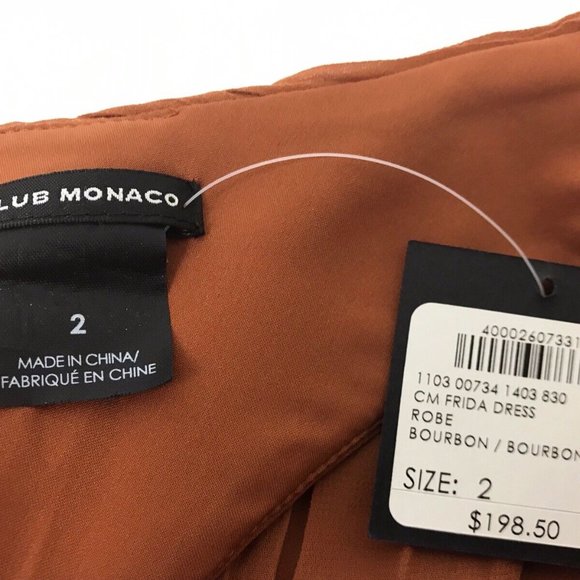 LUB MONACO
2
MADE IN CHINA/
FABRIQUÉ EN CHINE
40002607331
1103 00734 1403 830
CM FRIDA DRESS
ROBE
BOURBON / BOURBON
SIZE: 2
$198.50